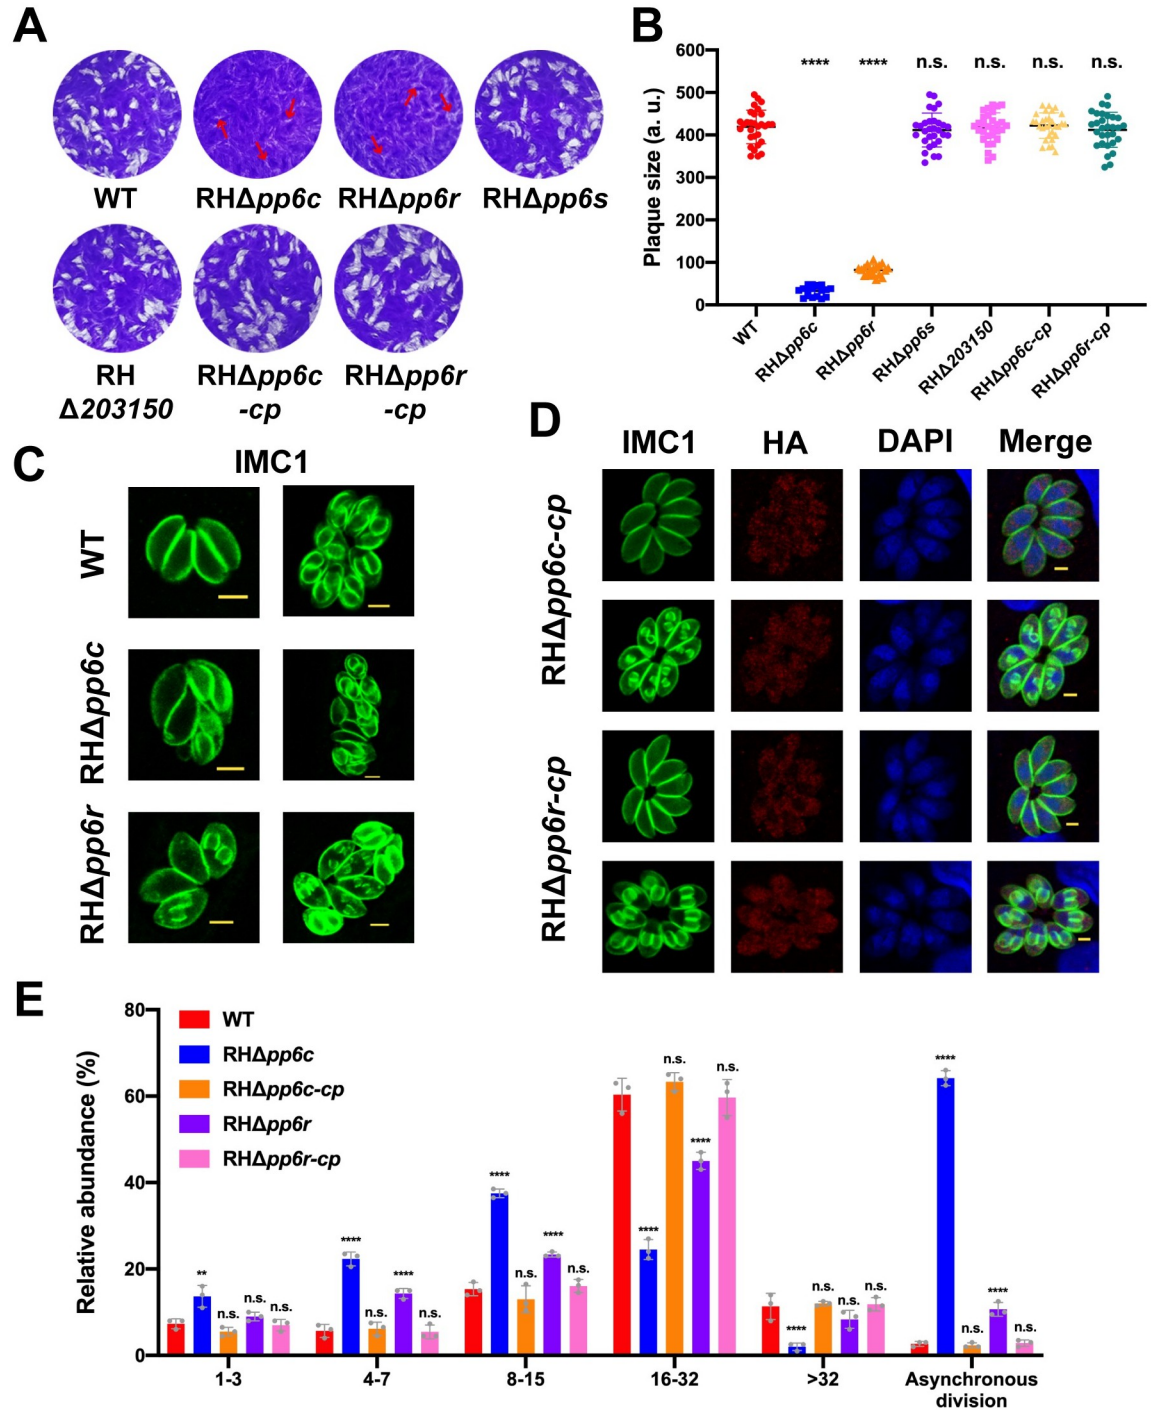 A
WT
RHΔpp6c
RHΔpp6r
RHΔpp6s
RH
Δ203150
RHΔpp6c
-cp
RHΔpp6r
-cp
B
Plaque size (a. u.)
600
500
400
300
200
100
0
****
****
n.s.
n.s.
n.s.
n.s.
WT
RHΔpp6c
RHΔpp6r
RHΔpp6s
RHΔ203150
RHΔpp6c-cp
RHΔpp6r-cp
C
IMC1
WT
RHΔpp6c
RHΔpp6r
D
IMC1
HA
DAPI
Merge
RHΔpp6c-cp
RHΔpp6r-cp
E
Relative abundance (%)
80
60
40
20
0
WT
RHΔpp6c
RHΔpp6c-cp
RHΔpp6r
RHΔpp6r-cp
**
n.s.
n.s.
n.s.
****
n.s.
****
n.s.
****
n.s.
****
n.s.
****
n.s.
****
n.s.
****
n.s.
n.s.
n.s.
****
n.s.
****
n.s.
1-3
4-7
8-15
16-32
>32
Asynchronous
division